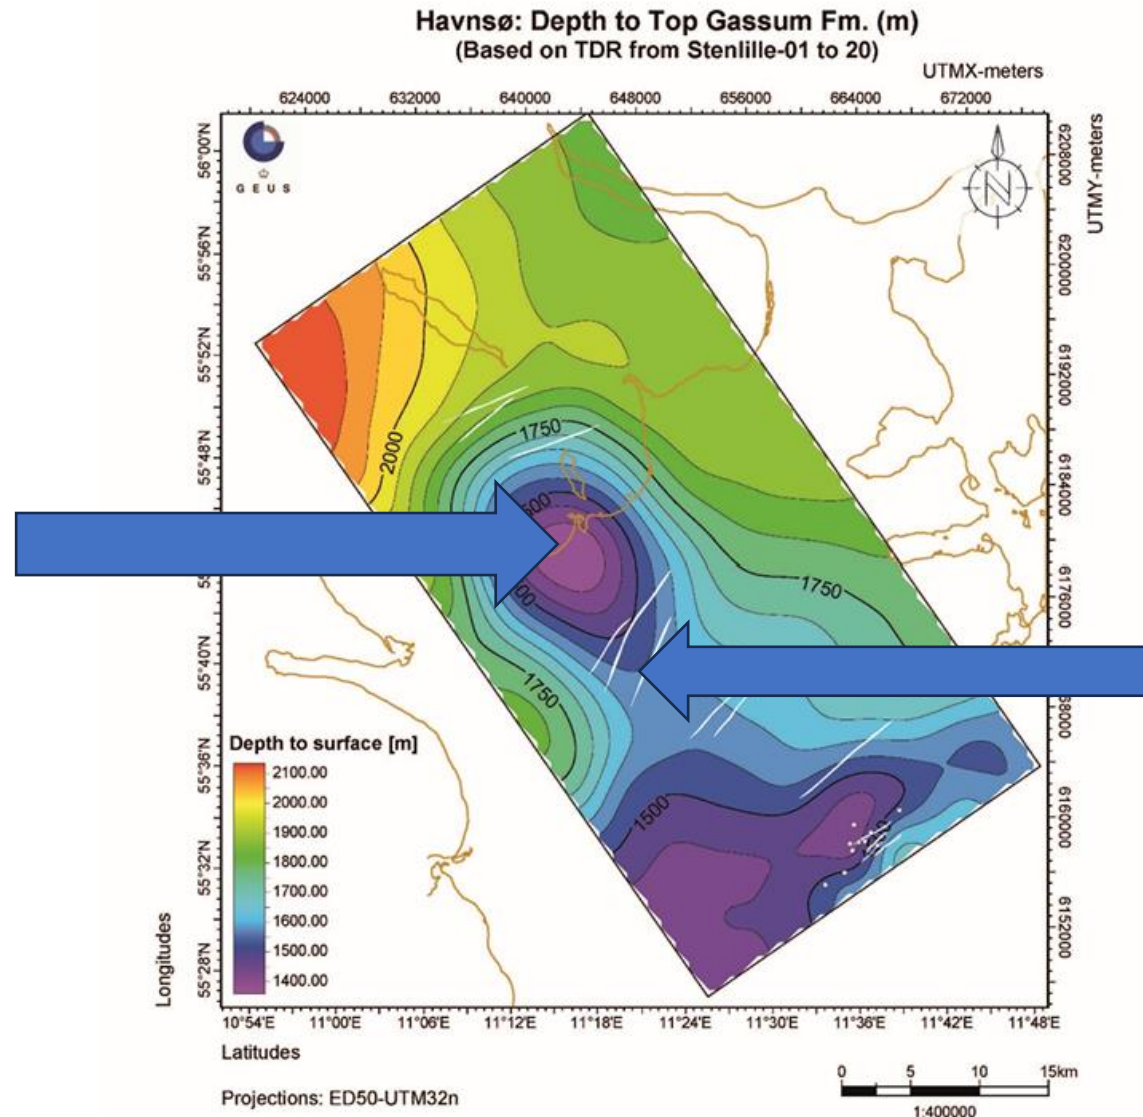 Havnsø: Depth to Top Gassum Fm. (m)
(Based on TDR from Stenlille-01 to 20)
UTMX-meters
624000 632000 640000 648000 656000 664000 672000
GEUS
N
UTMY-meters
6208000
6200000
6192000
6184000
6176000
68000
6160000
6152000
56°00'N
55°56'N
55°52'N
55°48'N
55°40'N
55°36'N
55°32'N
55°28'N
1750
2000
500
00
1750
1750
1500
Depth to surface [m]
2100.00
2000.00
1900.00
1800.00
1700.00
1600.00
1500.00
1400.00
Longitudes
10°54'E 11°00'E 11°06'E 11°12'E 11°18'E 11°24'E 11°30'E 11°36'E 11°42'E 11°48'E
Latitudes
Projections: ED50-UTM32n
0 5 10 15km
1:400000